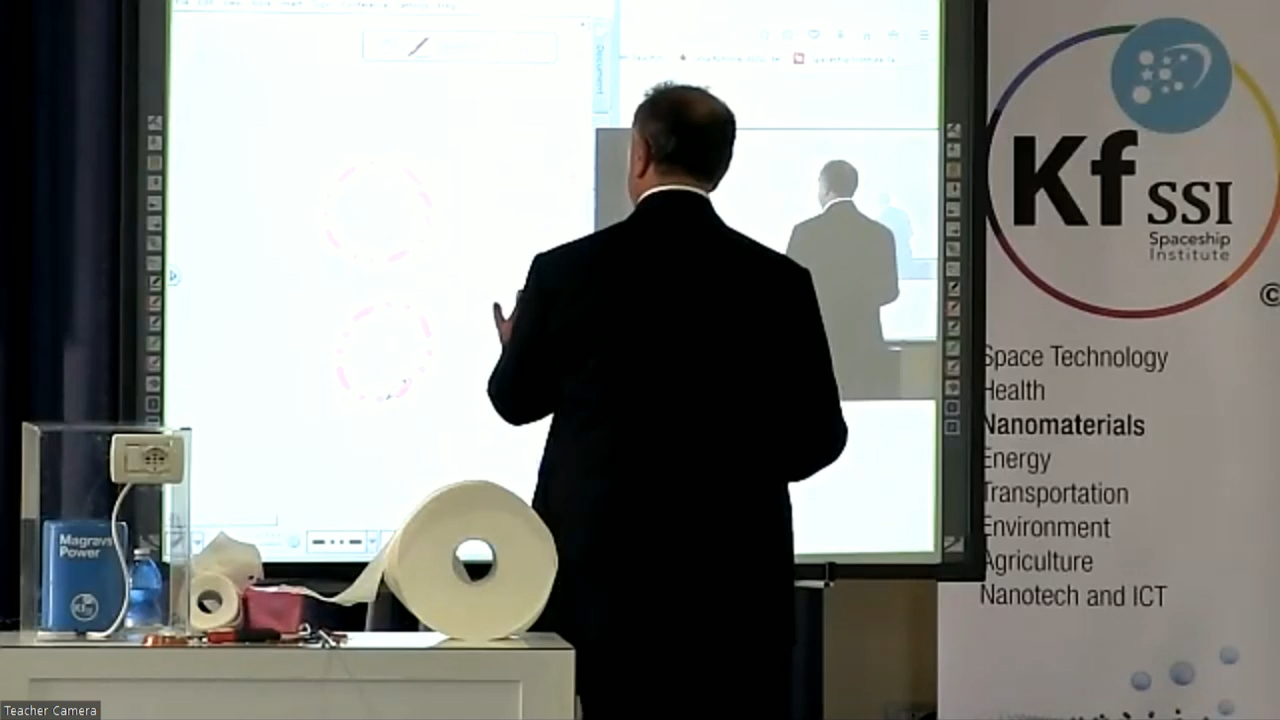 Document
Kf SSI
Spaceship
Institute
©
Space Technology
Health
Nanomaterials
Energy
Transportation
Environment
Agriculture
Nanotech and ICT
Magravs
Power
Teacher Camera